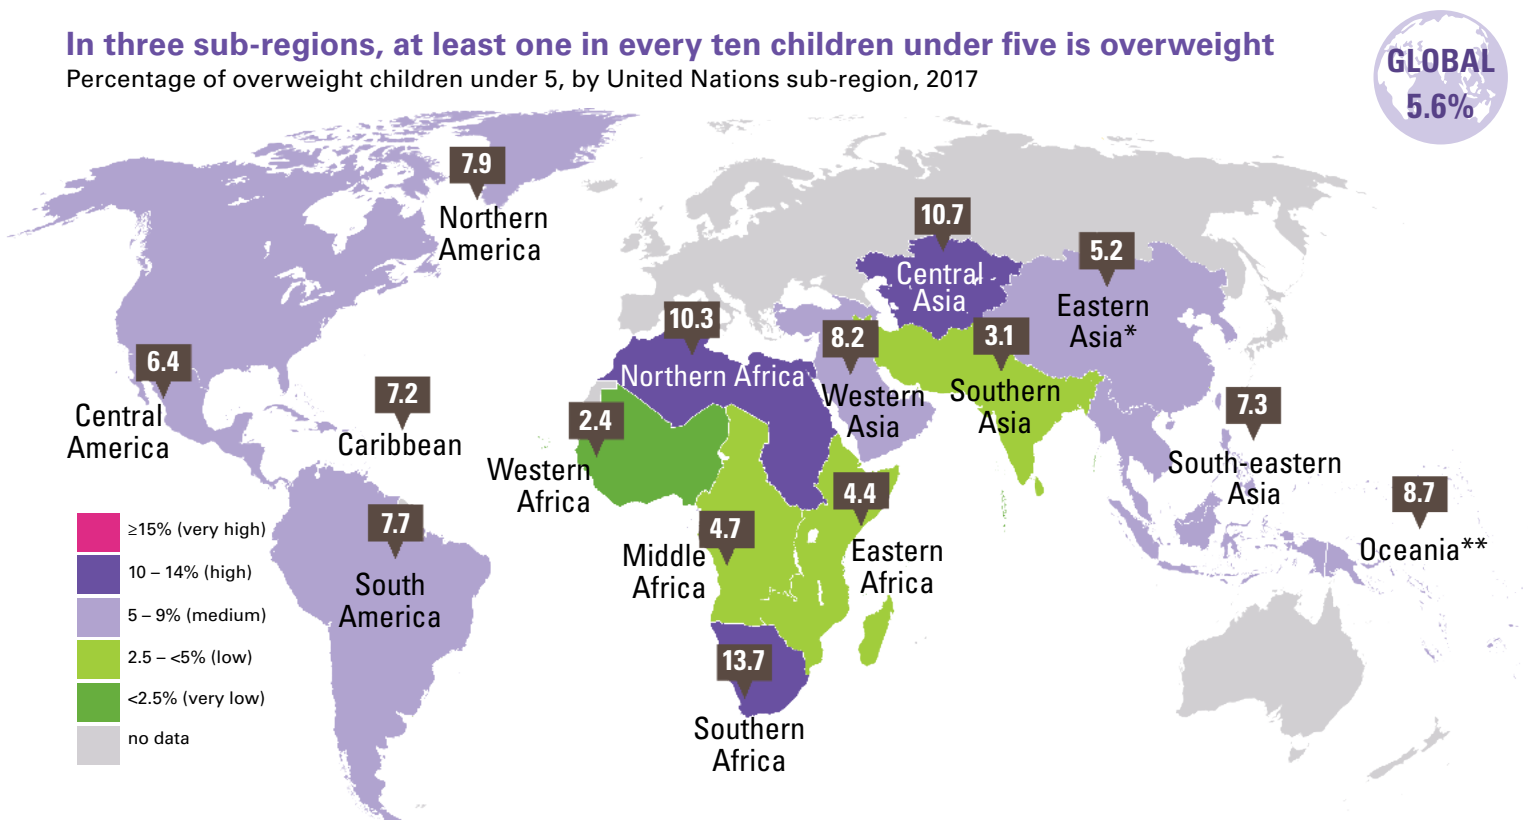 In three sub-regions, at least one in every ten children under five is overweight
Percentage of overweight children under 5, by United Nations sub-region, 2017
GLOBAL
5.6%
7.9
Northern
America
6.4
Central
America
7.2
Caribbean
7.7
South
America
10.3
Northern Africa
2.4
Western
Africa
4.7
Middle
Africa
4.4
Eastern
Africa
13.7
Southern
Africa
10.7
Central
Asia
8.2
Western
Asia
3.1
Southern
Asia
5.2
Eastern
Asia*
7.3
South-eastern
Asia
8.7
Oceania**
≥15% (very high)
10 – 14% (high)
5 – 9% (medium)
2.5 – <5% (low)
<2.5% (very low)
no data